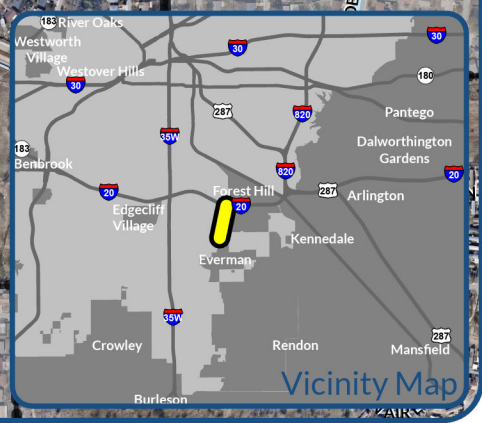 183
River Oaks
30
30
Westworth
Village
Westover Hills
180
30
287
820
Pantego
35W
Dalworthington
Gardens
183
Benbrook
820
20
20
Forest Hill
287
Arlington
20
Edgecliff
Village
Kennedale
Everman
35W
287
Crowley
Rendon
Mansfield
Vicinity Map
Burleson